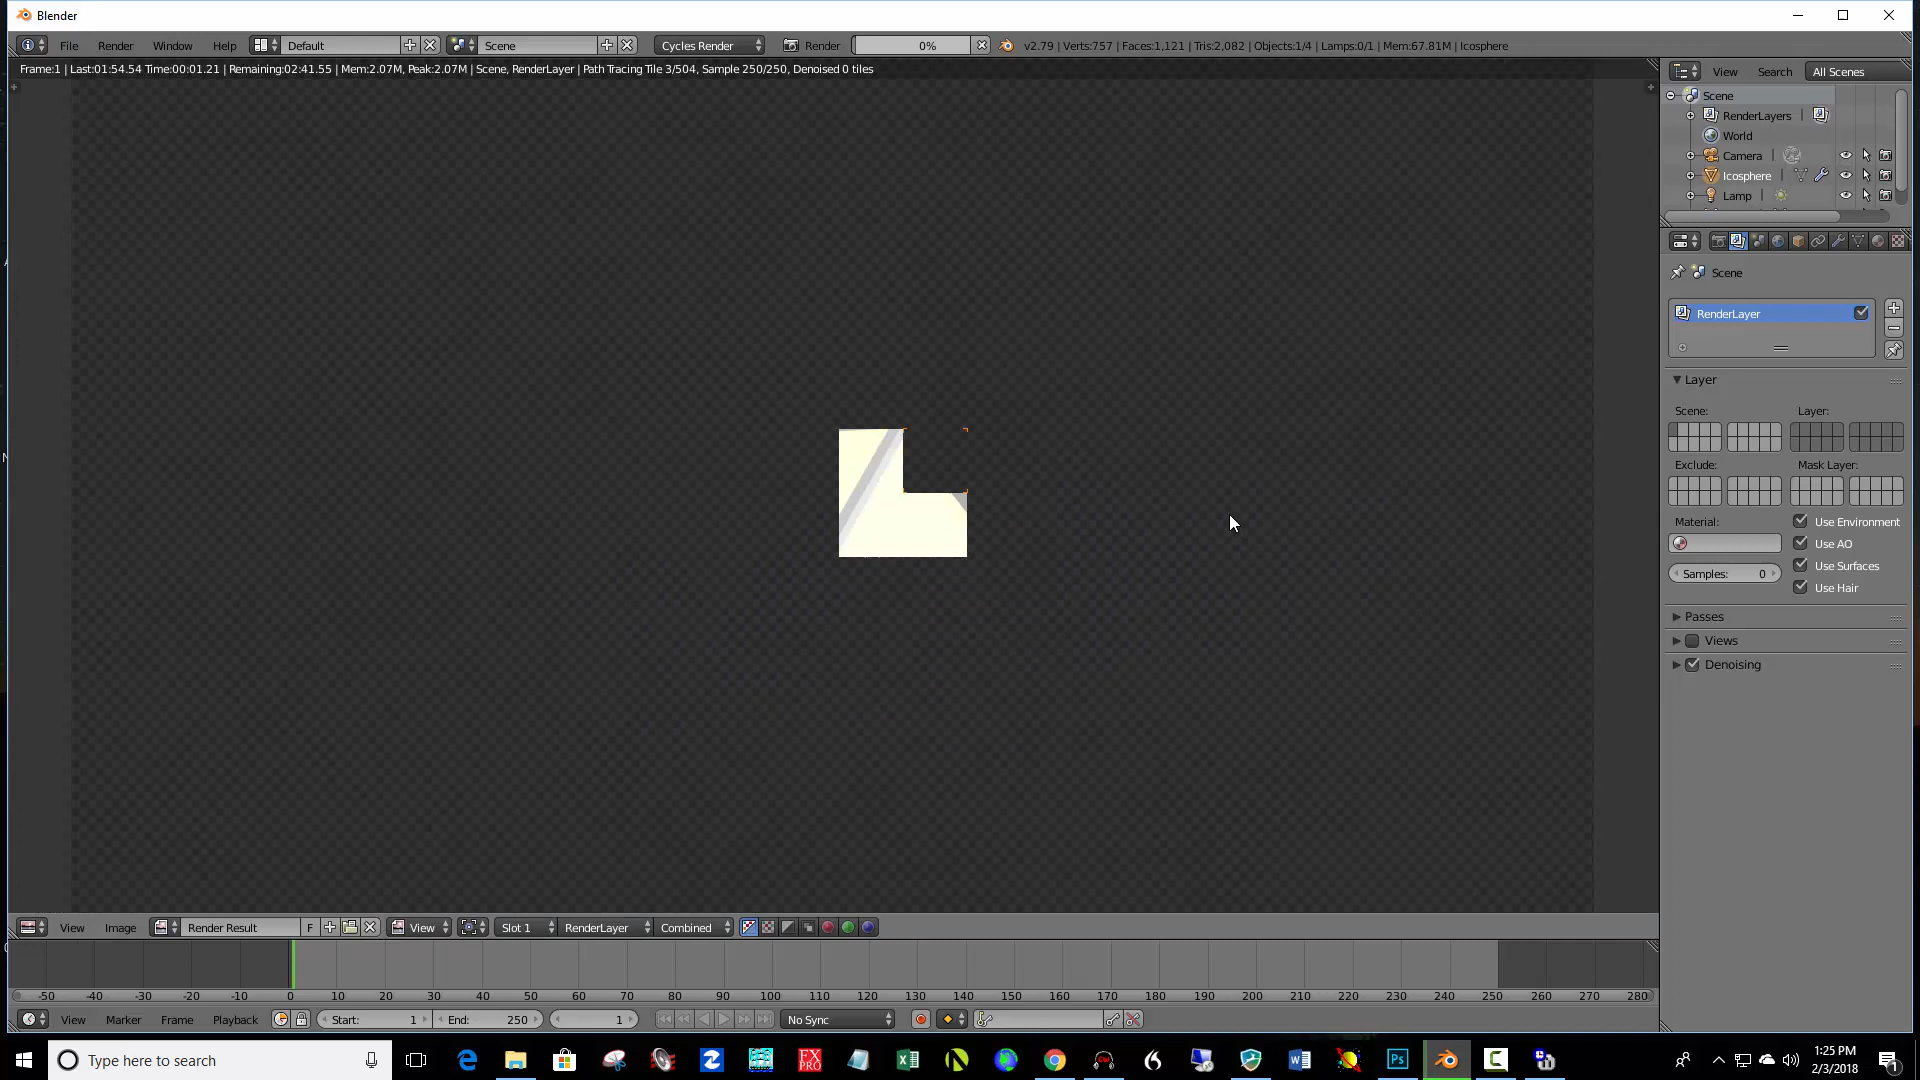 Blender
File Render Window Help Default Scene Cycles Render Render 0% v2.79 | Verts:757 | Faces:1,121 | Tris:2,082 | Objects:1/4 | Lamps:0/1 | Mem:67.81M | Icosphere
Frame:1 | Last:01:54.54 Time:00:01.21 | Remaining:02:41.55 | Mem:2.07M, Peak:2.07M | Scene, RenderLayer | Path Tracing Tile 3/504, Sample 250/250, Denoised 0 tiles
View Search All Scenes
Scene
RenderLayers |
World
Camera |
Icosphere |
Lamp |
Scene
RenderLayer
Layer
Scene: Layer:
Exclude: Mask Layer:
Material: Use Environment
Use AO
Use Surfaces
Samples: 0
Use Hair
Passes
Views
Denoising
View Image Render Result F View Slot 1 RenderLayer Combined
-50 -40 -30 -20 -10 0 10 20 30 40 50 60 70 80 90 100 110 120 130 140 150 160 170 180 190 200 210 220 230 240 250 260 270 280
View Marker Frame Playback Start: 1 End: 250 1 No Sync
Type here to search
FX PRO
Ps
1:25 PM
2/3/2018
1